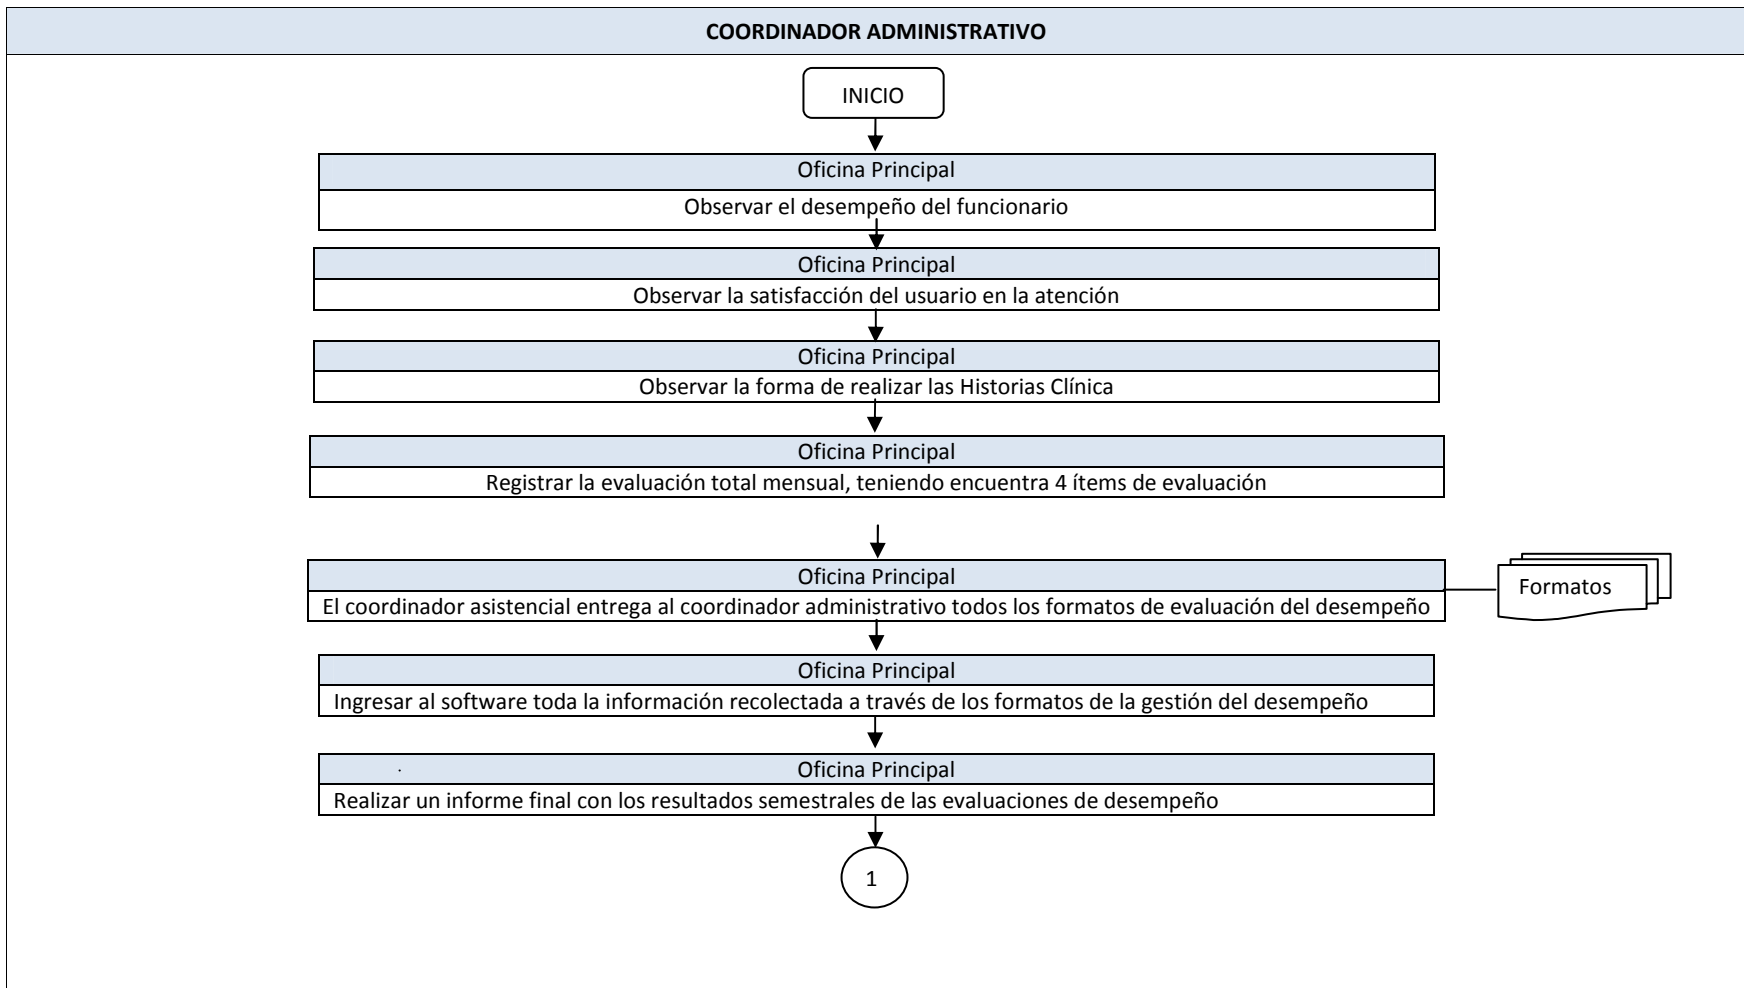 COORDINADOR ADMINISTRATIVO
INICIO
Oficina Principal
Observar el desempeño del funcionario
Oficina Principal
Observar la satisfacción del usuario en la atención
Oficina Principal
Observar la forma de realizar las Historias Clínica
Oficina Principal
Registrar la evaluación total mensual, teniendo encuentra 4 ítems de evaluación
Oficina Principal
El coordinador asistencial entrega al coordinador administrativo todos los formatos de evaluación del desempeño
Formatos
Oficina Principal
Ingresar al software toda la información recolectada a través de los formatos de la gestión del desempeño
Oficina Principal
Realizar un informe final con los resultados semestrales de las evaluaciones de desempeño
1